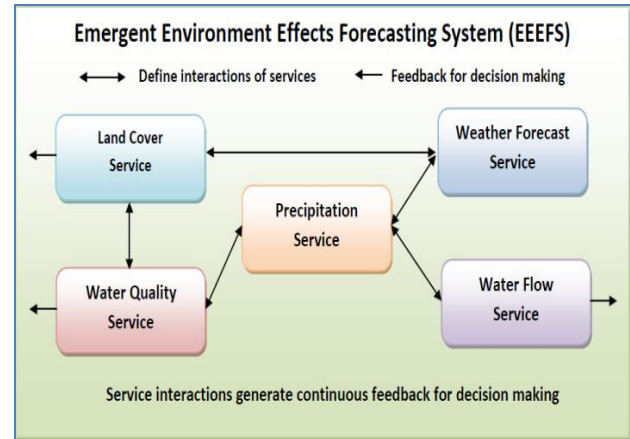 Emergent Environment Effects Forecasting System (EEEFS)
Define interactions of services
Feedback for decision making
Land Cover
Service
Weather Forecast
Service
Precipitation
Service
Water Quality
Service
Water Flow
Service
Service interactions generate continuous feedback for decision making